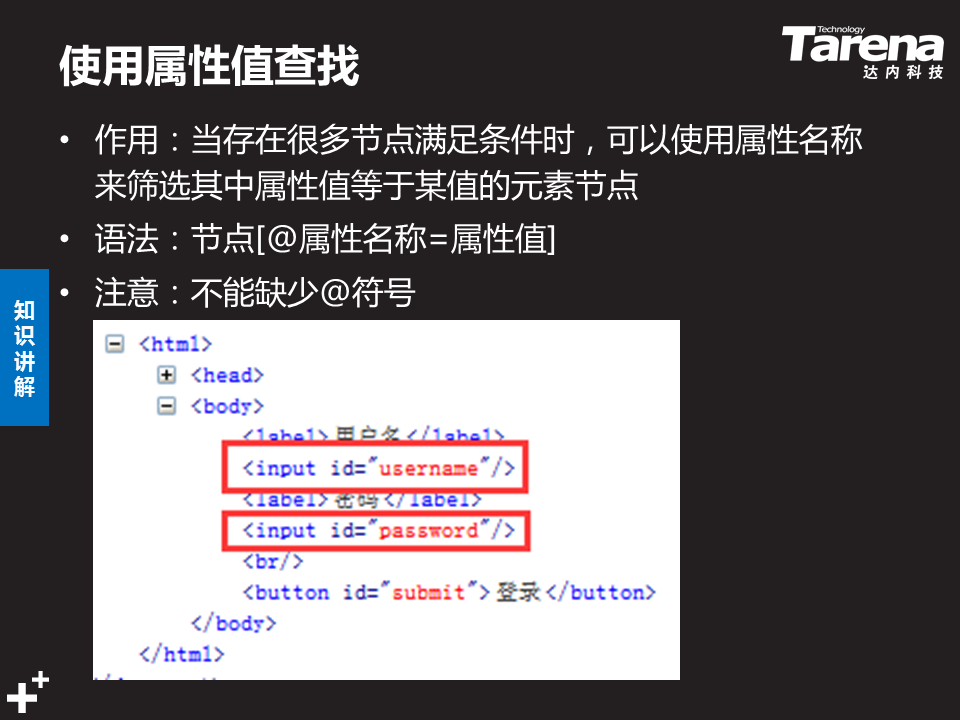 使用属性值查找
Technology
Tarena
达内科技
• 作用：当存在很多节点满足条件时，可以使用属性名称
来筛选其中属性值等于某值的元素节点
• 语法：节点[@属性名称=属性值]
• 注意：不能缺少@符号
知识讲解
<html>
<head>
<body>
<label>用户名</label>
<input id="username"/>
<label>密码</label>
<input id="password"/>
<br/>
<button id="submit">登录</button>
</body>
</html>